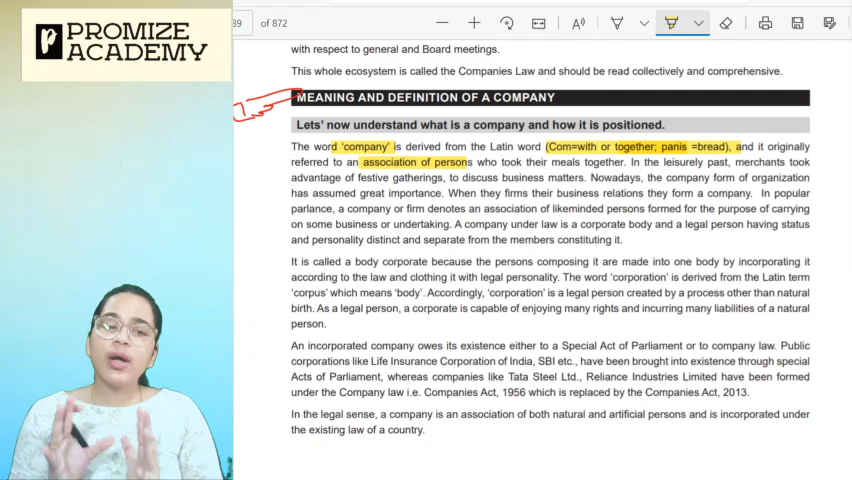 PROMIZE
ACADEMY
39 of 872
with respect to general and Board meetings.
This whole ecosystem is called the Companies Law and should be read collectively and comprehensive.
MEANING AND DEFINITION OF A COMPANY
Lets' now understand what is a company and how it is positioned.
The word 'company' is derived from the Latin word (Com=with or together; panis =bread), and it originally
referred to an association of persons who took their meals together. In the leisurely past, merchants took
advantage of festive gatherings, to discuss business matters. Nowadays, the company form of organization
has assumed great importance. When they firms their business relations they form a company. In popular
parlance, a company or firm denotes an association of likeminded persons formed for the purpose of carrying
on some business or undertaking. A company under law is a corporate body and a legal person having status
and personality distinct and separate from the members constituting it.
It is called a body corporate because the persons composing it are made into one body by incorporating it
according to the law and clothing it with legal personality. The word 'corporation' is derived from the Latin term
'corpus' which means 'body'. Accordingly, 'corporation' is a legal person created by a process other than natural
birth. As a legal person, a corporate is capable of enjoying many rights and incurring many liabilities of a natural
person.
An incorporated company owes its existence either to a Special Act of Parliament or to company law. Public
corporations like Life Insurance Corporation of India, SBI etc., have been brought into existence through special
Acts of Parliament, whereas companies like Tata Steel Ltd., Reliance Industries Limited have been formed
under the Company law i.e. Companies Act, 1956 which is replaced by the Companies Act, 2013.
In the legal sense, a company is an association of both natural and artificial persons and is incorporated under
the existing law of a country.